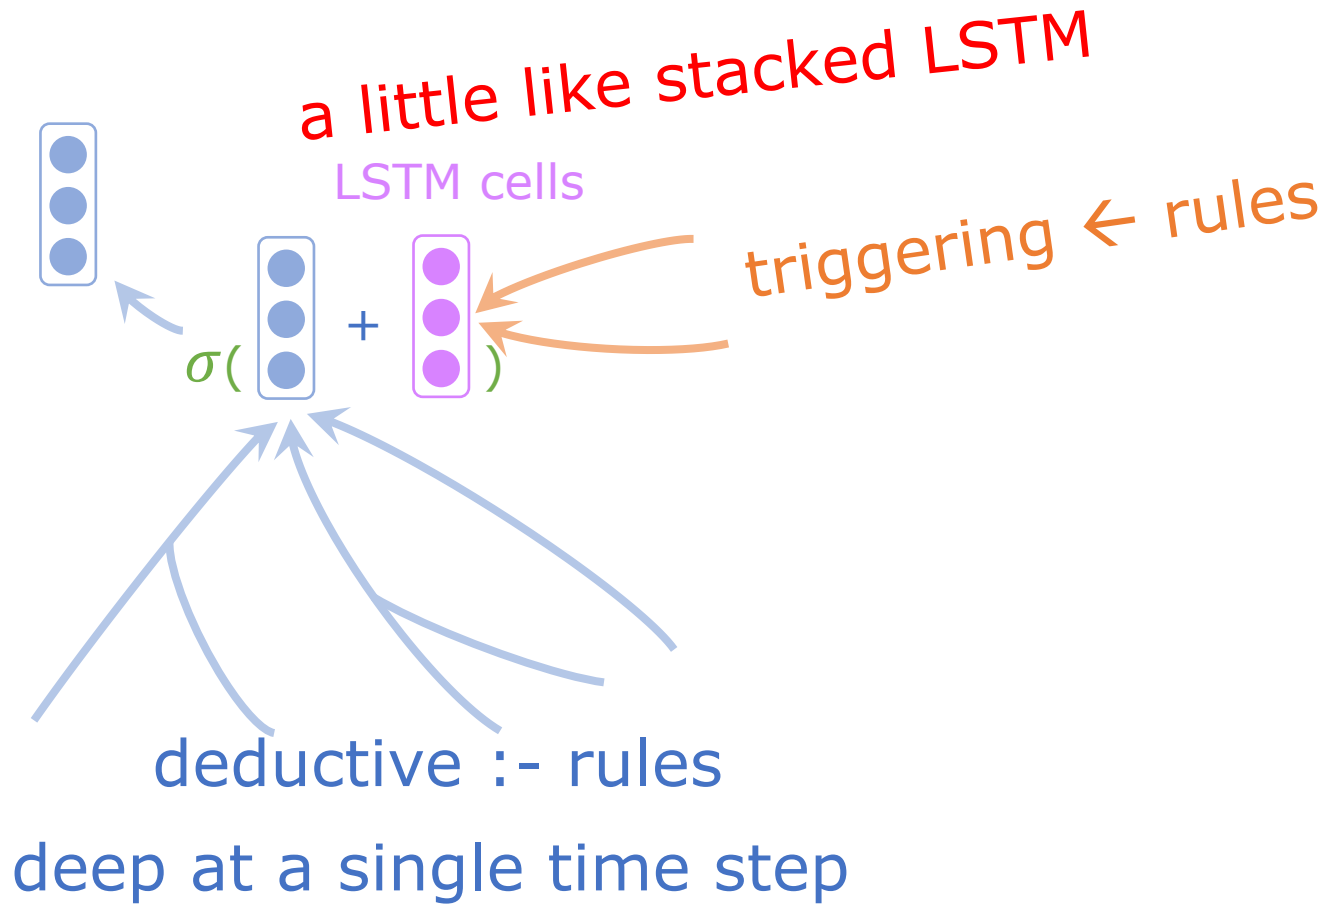 a little like stacked LSTM
LSTM cells
triggering ← rules
σ( + )
deductive :- rules
deep at a single time step